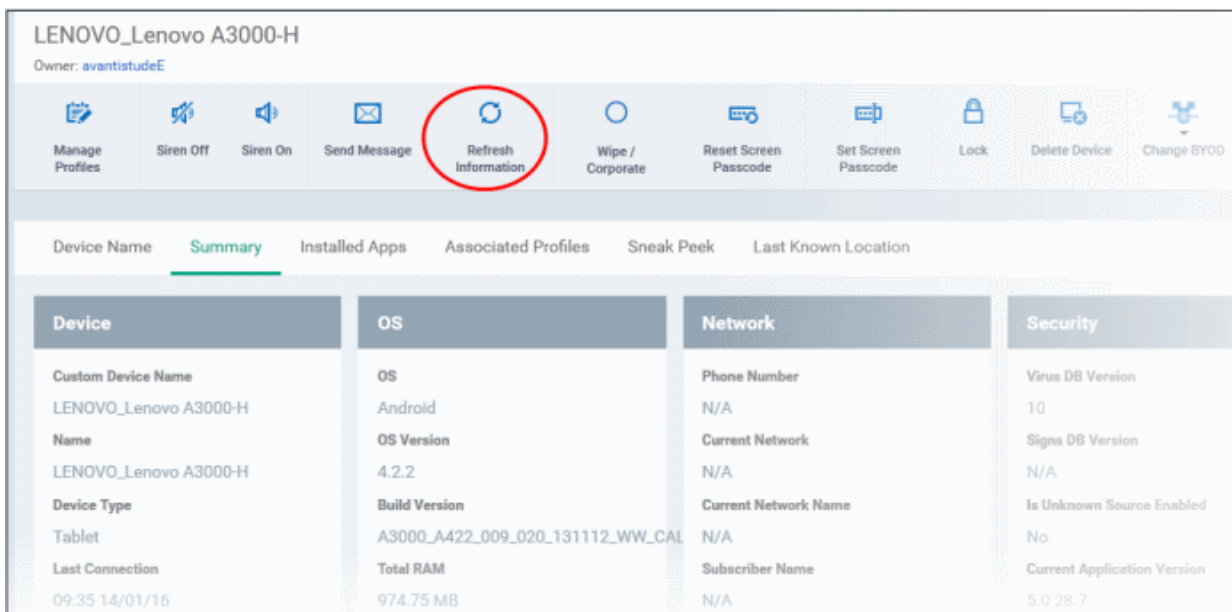 LENOVO_Lenovo A3000-H
Owner: avantistudeE
Manage
Profiles
Siren Off
Siren On
Send Message
Refresh
Information
Wipe /
Corporate
Reset Screen
Passcode
Set Screen
Passcode
Lock
Delete Device
Change BYOD
Device Name
Summary
Installed Apps
Associated Profiles
Sneak Peek
Last Known Location
Device
Custom Device Name
LENOVO_Lenovo A3000-H
Name
LENOVO_Lenovo A3000-H
Device Type
Tablet
Last Connection
09:35 14/01/16
OS
OS
Android
OS Version
4.2.2
Build Version
A3000_A422_009_020_131112_WW_CAL
Total RAM
974.75 MB
Network
Phone Number
N/A
Current Network
N/A
Current Network Name
N/A
Subscriber Name
N/A
Security
Virus DB Version
10
Signs DB Version
N/A
Is Unknown Source Enabled
No
Current Application Version
5.0.28.7